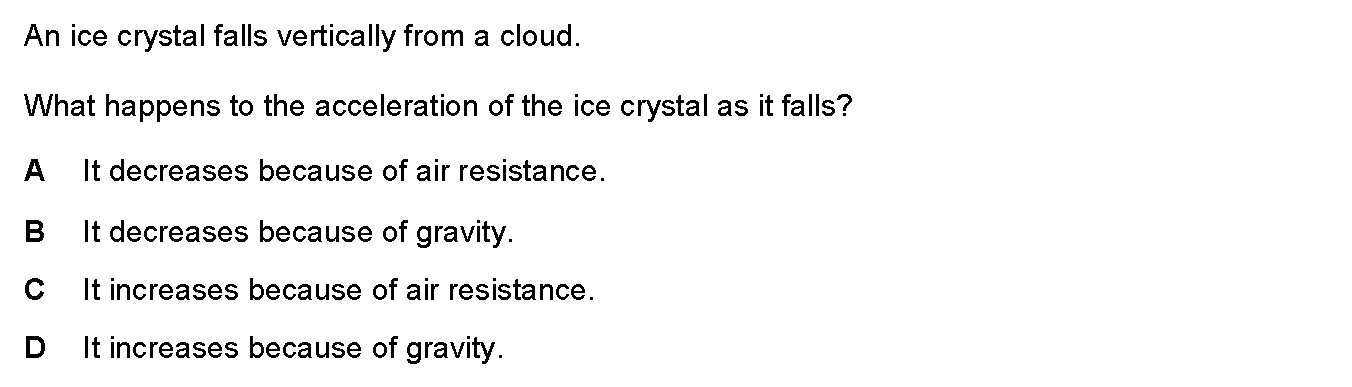 An ice crystal falls vertically from a cloud.
What happens to the acceleration of the ice crystal as it falls?
A It decreases because of air resistance.
B It decreases because of gravity.
C It increases because of air resistance.
D It increases because of gravity.